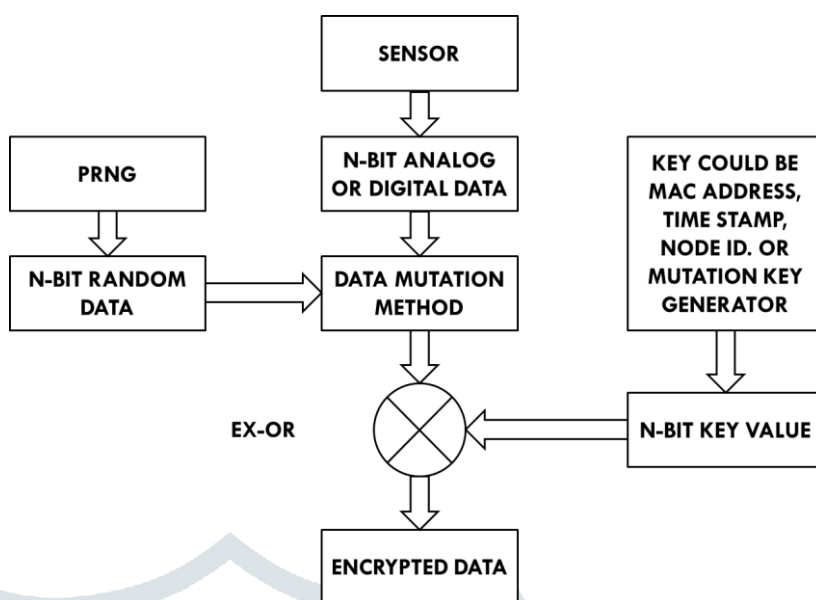 SENSOR
PRNG
N-BIT ANALOG
OR DIGITAL DATA
KEY COULD BE
MAC ADDRESS,
TIME STAMP,
NODE ID. OR
MUTATION KEY
GENERATOR
N-BIT RANDOM
DATA
DATA MUTATION
METHOD
EX-OR
N-BIT KEY VALUE
ENCRYPTED DATA